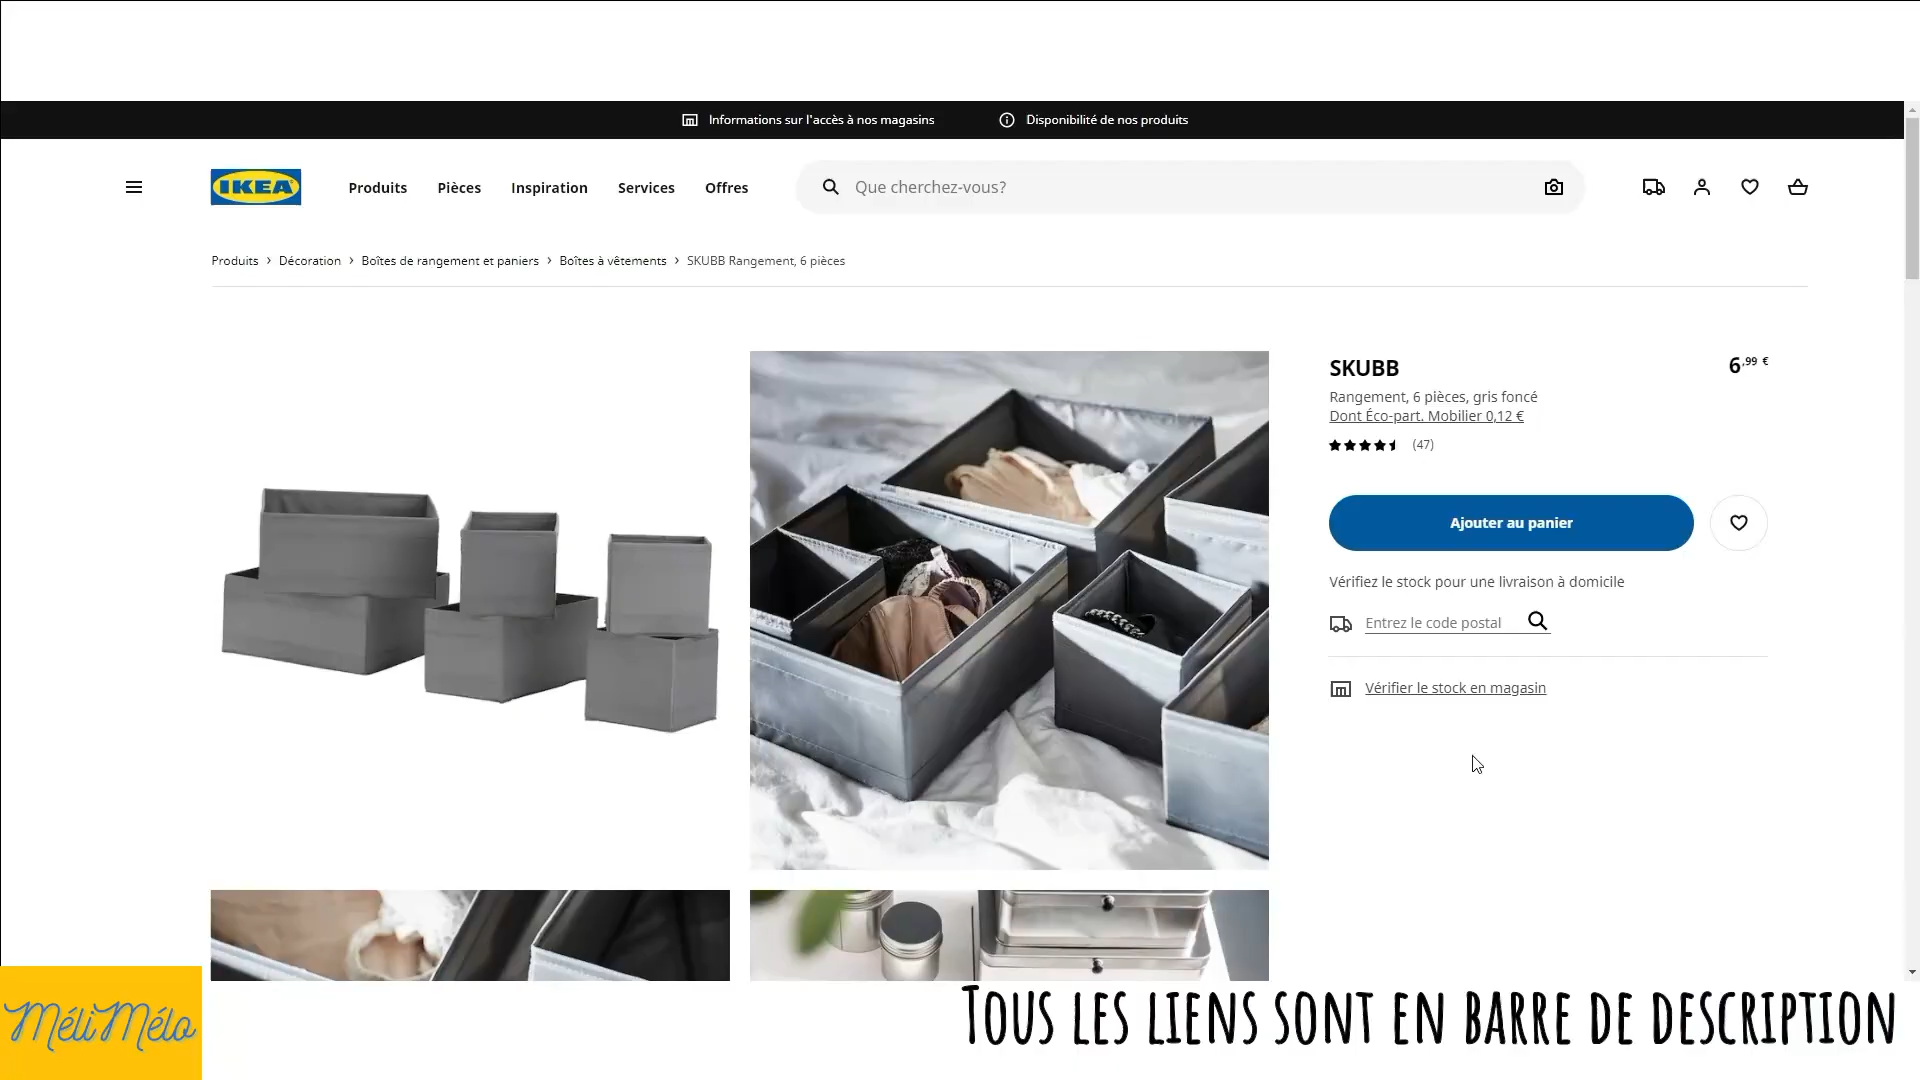 Informations sur l'accès à nos magasins
Disponibilité de nos produits
IKEA
Produits
Pièces
Inspiration
Services
Offres
Que cherchez-vous?
Produits › Décoration › Boîtes de rangement et paniers › Boîtes à vêtements › SKUBB Rangement, 6 pièces
SKUBB
6,99 €
Rangement, 6 pièces, gris foncé
Dont Éco-part. Mobilier 0,12 €
(47)
Ajouter au panier
Vérifiez le stock pour une livraison à domicile
Entrez le code postal
Vérifier le stock en magasin
Méli Mélo
Tous les liens sont en barre de description